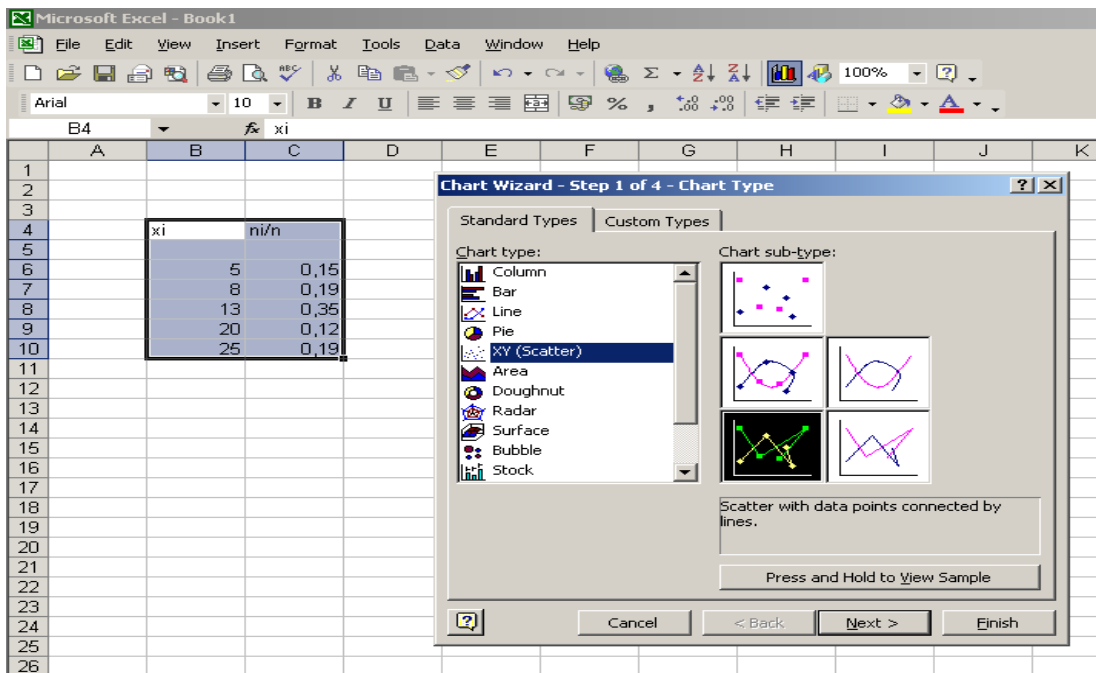 Microsoft Excel - Book1
File Edit View Insert Format Tools Data Window Help
ABC Σ A Z Z A 100% ?
Arial 10 B I U a % , ,0 ,00 ,00 ,0 A
B4 fx xi
A B C D E F G H I J K
1
2
3
4 xi ni/n
5
6 5 0,15
7 8 0,19
8 13 0,35
9 20 0,12
10 25 0,19
11
12
13
14
15
16
17
18
19
20
21
22
23
24
25
26
Chart Wizard - Step 1 of 4 - Chart Type ?
Standard Types Custom Types
Chart type:
Column
Bar
Line
Pie
XY (Scatter)
Area
Doughnut
Radar
Surface
Bubble
Stock
Chart sub-type:
Scatter with data points connected by
lines.
Press and Hold to View Sample
? Cancel < Back Next > Finish